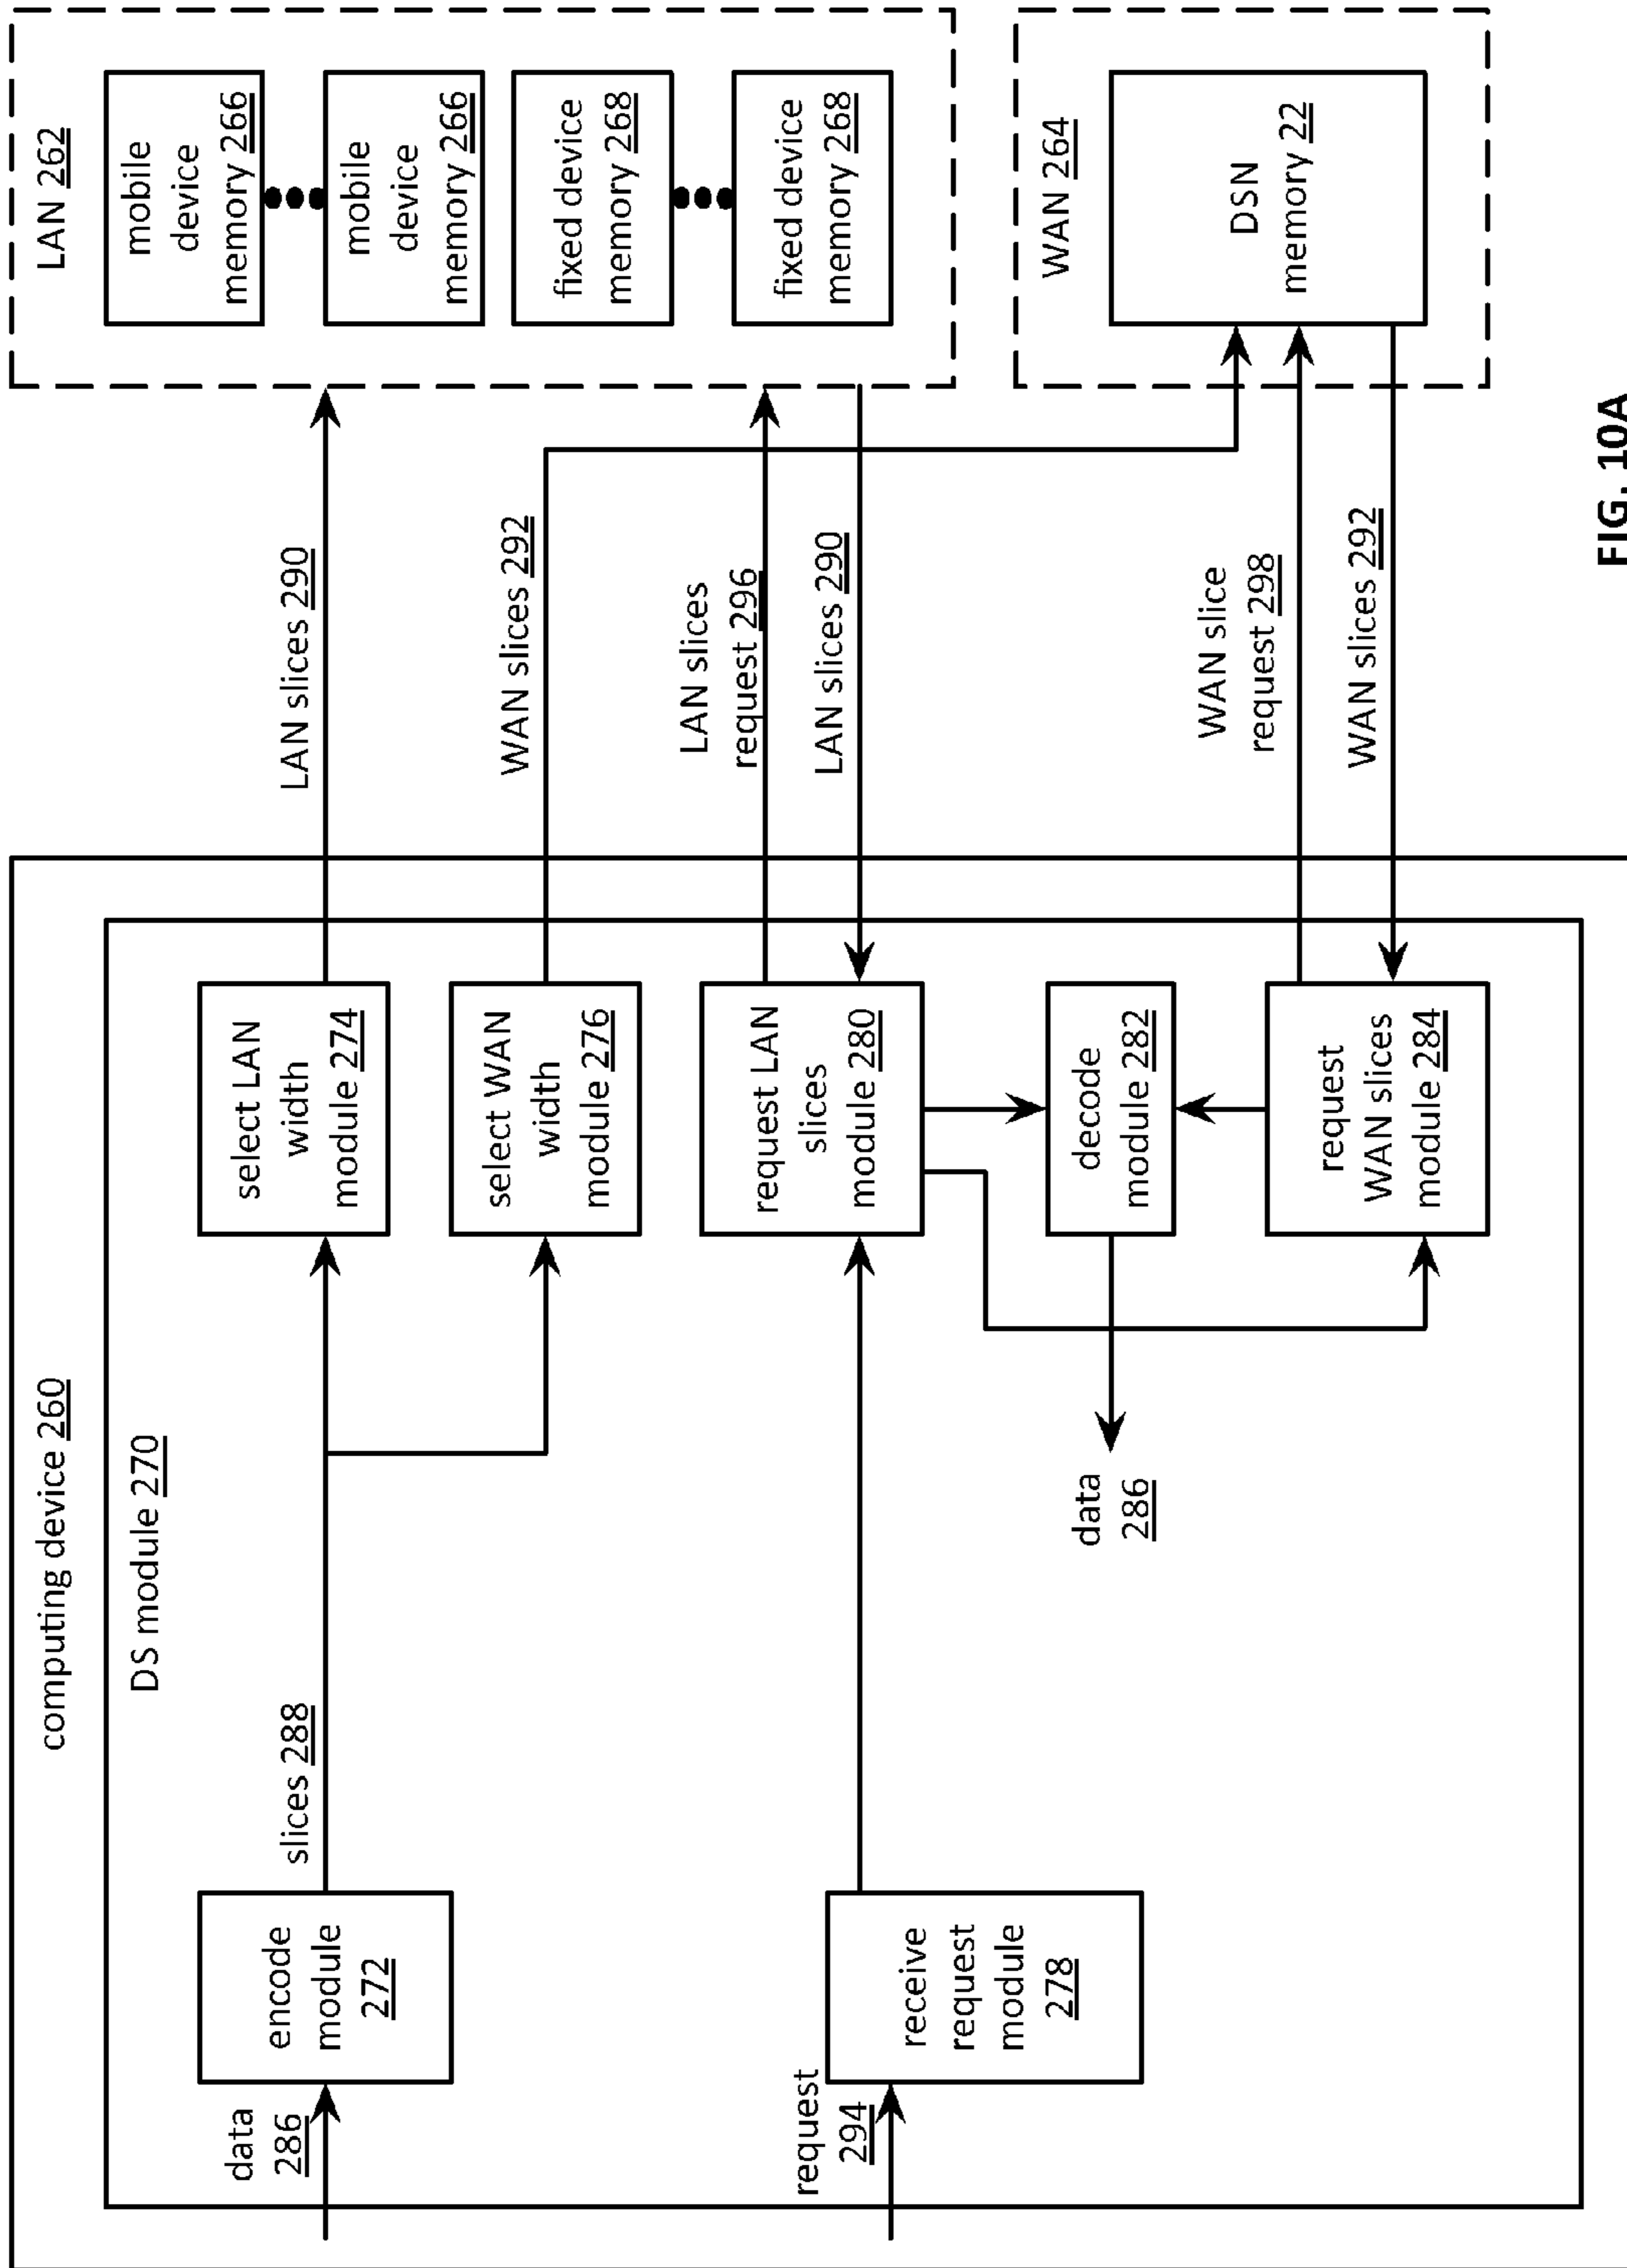 computing device 260
DS module 270
data
286
encode
module
272
slices 288
select LAN
width
module 274
select WAN
width
module 276
request
294
receive
request
module
278
request LAN
slices
module 280
decode
module 282
data
286
request
WAN slices
module 284
LAN slices 290
WAN slices 292
LAN slices
request 296
LAN slices 290
WAN slice
request 298
WAN slices 292
LAN 262
mobile
device
memory 266
mobile
device
memory 266
fixed device
memory 268
fixed device
memory 268
WAN 264
DSN
memory 22
FIG. 10A